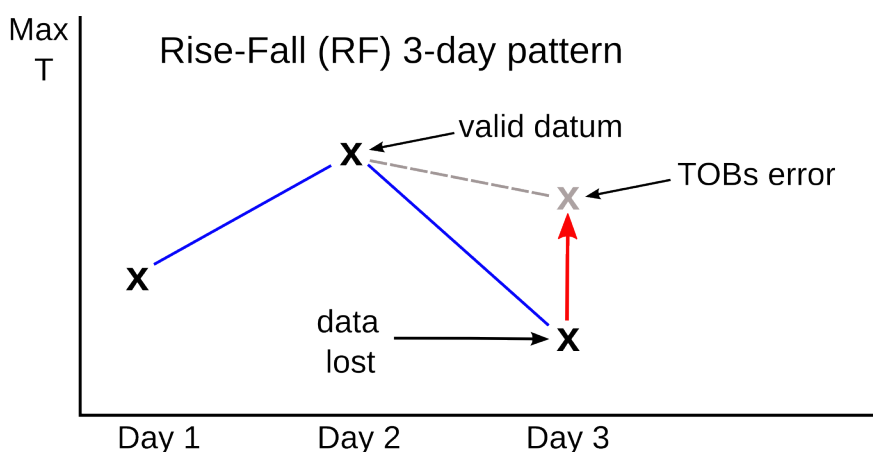 Max
T
Rise-Fall (RF) 3-day pattern
valid datum
x
TOBs error
x
x
data
lost
x
Day 1
Day 2
Day 3